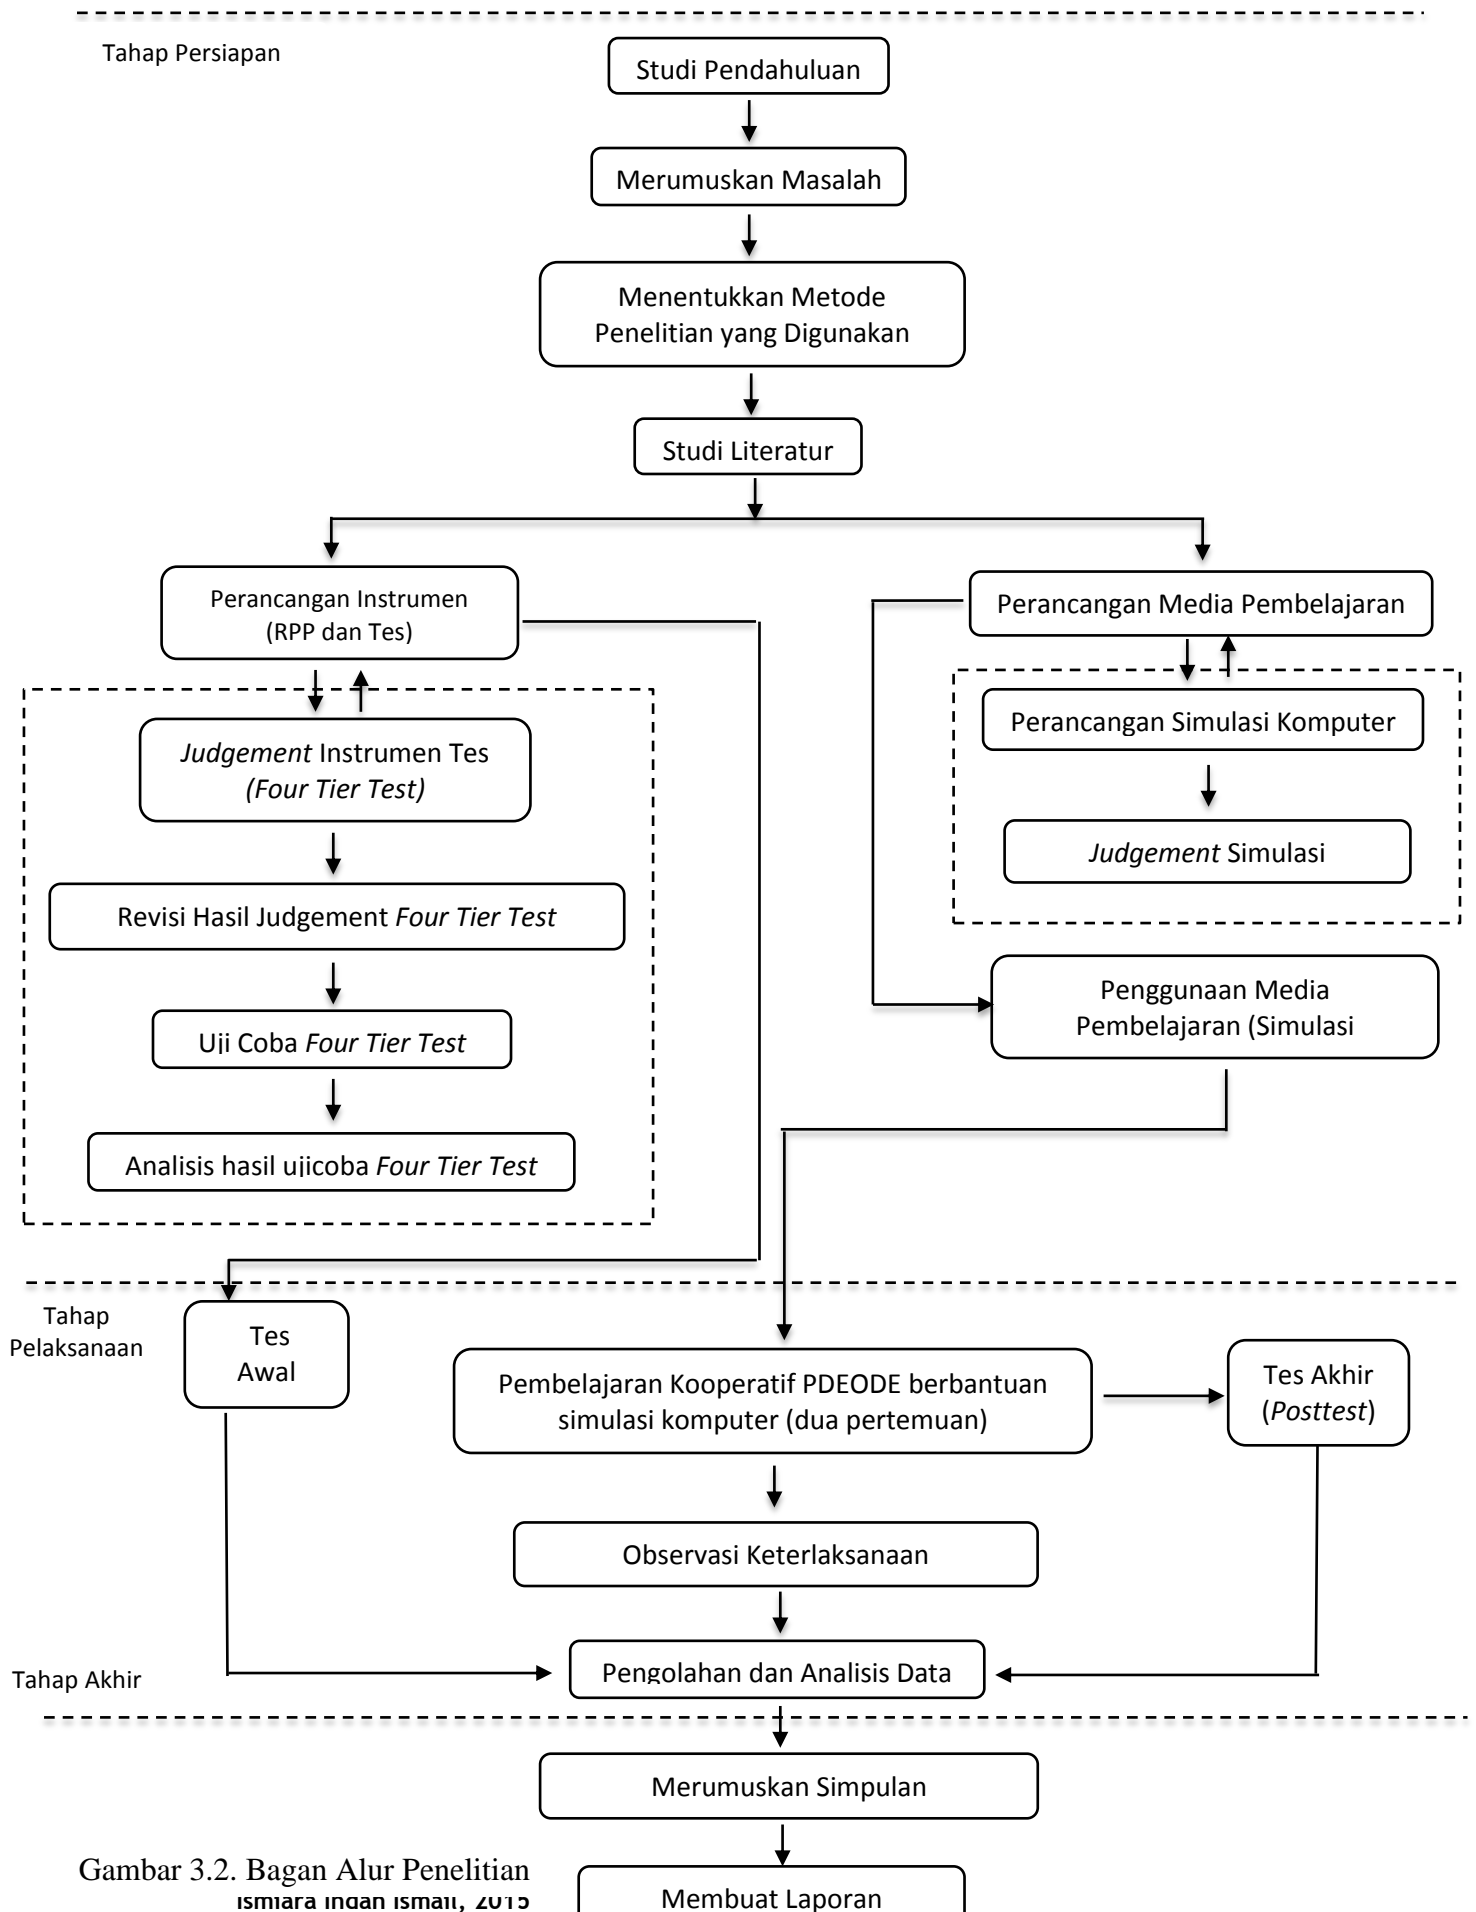 Tahap Persiapan
Studi Pendahuluan
Merumuskan Masalah
Menentukkan Metode
Penelitian yang Digunakan
Studi Literatur
Perancangan Instrumen
(RPP dan Tes)
Perancangan Media Pembelajaran
Judgement Instrumen Tes
(Four Tier Test)
Perancangan Simulasi Komputer
Judgement Simulasi
Revisi Hasil Judgement Four Tier Test
Penggunaan Media
Pembelajaran (Simulasi
Uji Coba Four Tier Test
Analisis hasil ujicoba Four Tier Test
Tahap
Pelaksanaan
Tes
Awal
Pembelajaran Kooperatif PDEODE berbantuan
simulasi komputer (dua pertemuan)
Tes Akhir
(Posttest)
Observasi Keterlaksanaan
Tahap Akhir
Pengolahan dan Analisis Data
Merumuskan Simpulan
Gambar 3.2. Bagan Alur Penelitian
Ismiara Indah Ismail, 2015
Membuat Laporan